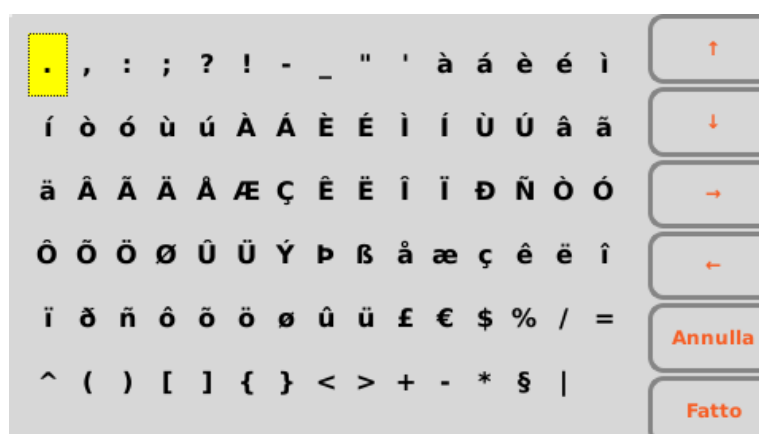 . , : ; ? ! - _ " ' à á è é ì
í ò ó ù ú À Á È É Ì Í Ù Ú â ã
ä Â Ã Ä Å Æ Ç Ê Ë Î Ï Đ Ñ Ò Ó
Ô Õ Ö Ø Û Ü Ý Þ ß å æ ç ê ë î
ï ð ñ ô õ ö ø û ü £ € $ % / =
^ ( ) [ ] { } < > + - * § |
↑
↓
→
←
Annulla
Fatto